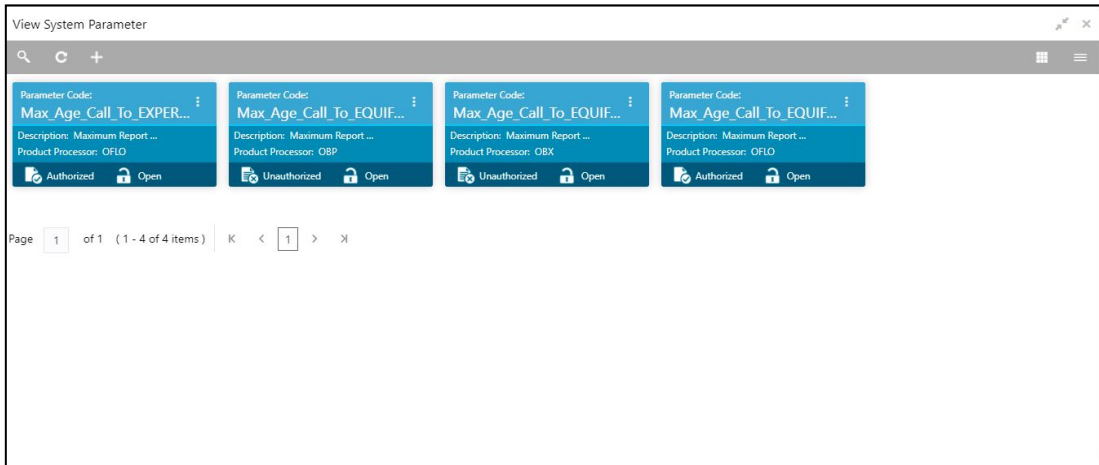 View System Parameter
Parameter Code:
Max_Age_Call_To_EXPER...
Description: Maximum Report ...
Product Processor: OFLO
Authorized Open
Parameter Code:
Max_Age_Call_To_EQUIF...
Description: Maximum Report ...
Product Processor: OBP
Unauthorized Open
Parameter Code:
Max_Age_Call_To_EQUIF...
Description: Maximum Report ...
Product Processor: OBX
Unauthorized Open
Parameter Code:
Max_Age_Call_To_EQUIF...
Description: Maximum Report ...
Product Processor: OFLO
Authorized Open
Page 1 of 1 (1 - 4 of 4 items) 1